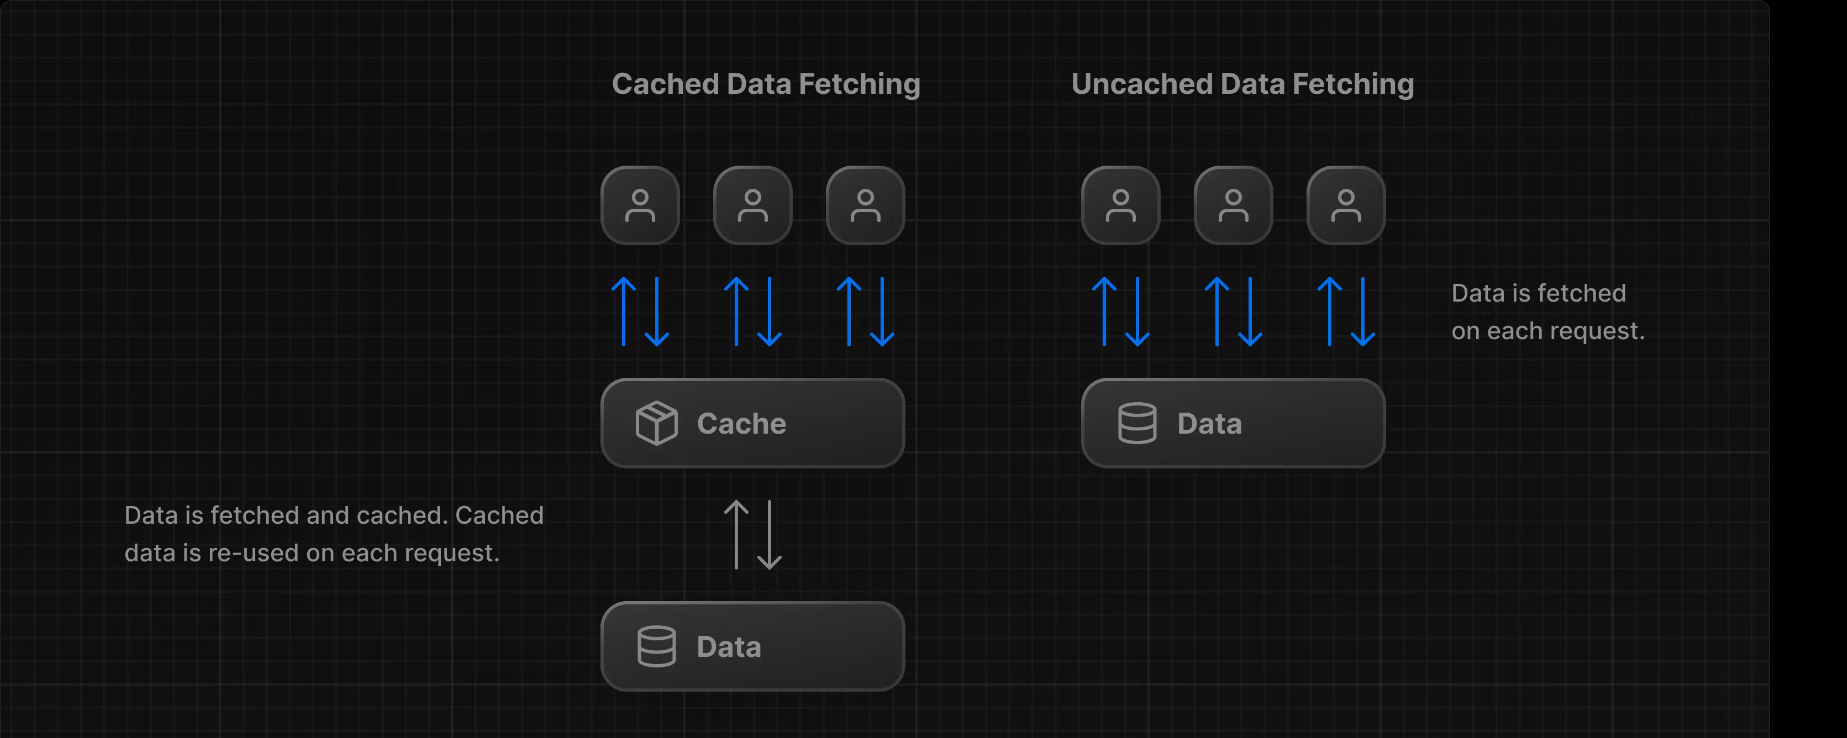 Cached Data Fetching
Uncached Data Fetching
Data is fetched
on each request.
Cache
Data
Data is fetched and cached. Cached
data is re-used on each request.
Data